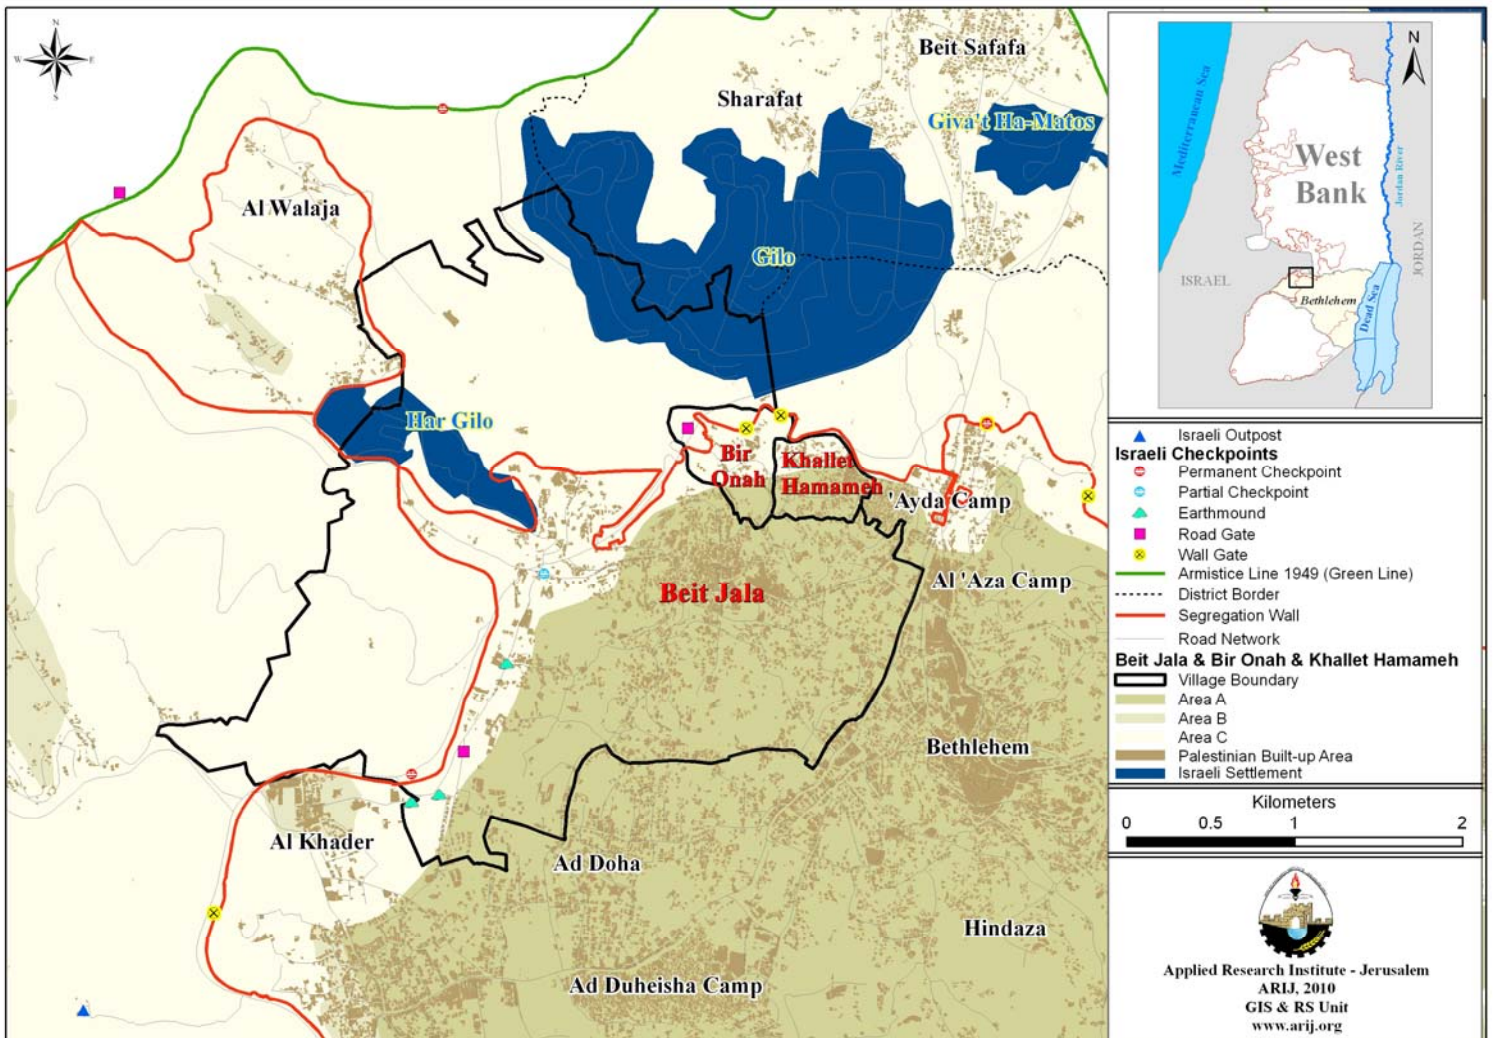 N
W
E
S
Beit Safafa
Sharafat
Giva't Ha-Matos
Al Walaja
Gilo
Har Gilo
Bir
Onah
Khallet
Hamameh
'Ayda Camp
Beit Jala
Al 'Aza Camp
Bethlehem
Al Khader
Ad Doha
Hindaza
Ad Duheisha Camp
N
Mediterranean Sea
West
Bank
Jordan River
JORDAN
ISRAEL
Bethlehem
Dead Sea
Israeli Outpost
Israeli Checkpoints
Permanent Checkpoint
Partial Checkpoint
Earthmound
Road Gate
Wall Gate
Armistice Line 1949 (Green Line)
District Border
Segregation Wall
Road Network
Beit Jala & Bir Onah & Khallet Hamameh
Village Boundary
Area A
Area B
Area C
Palestinian Built-up Area
Israeli Settlement
Kilometers
0 0.5 1 2
Applied Research Institute - Jerusalem
ARIJ, 2010
GIS & RS Unit
www.arij.org